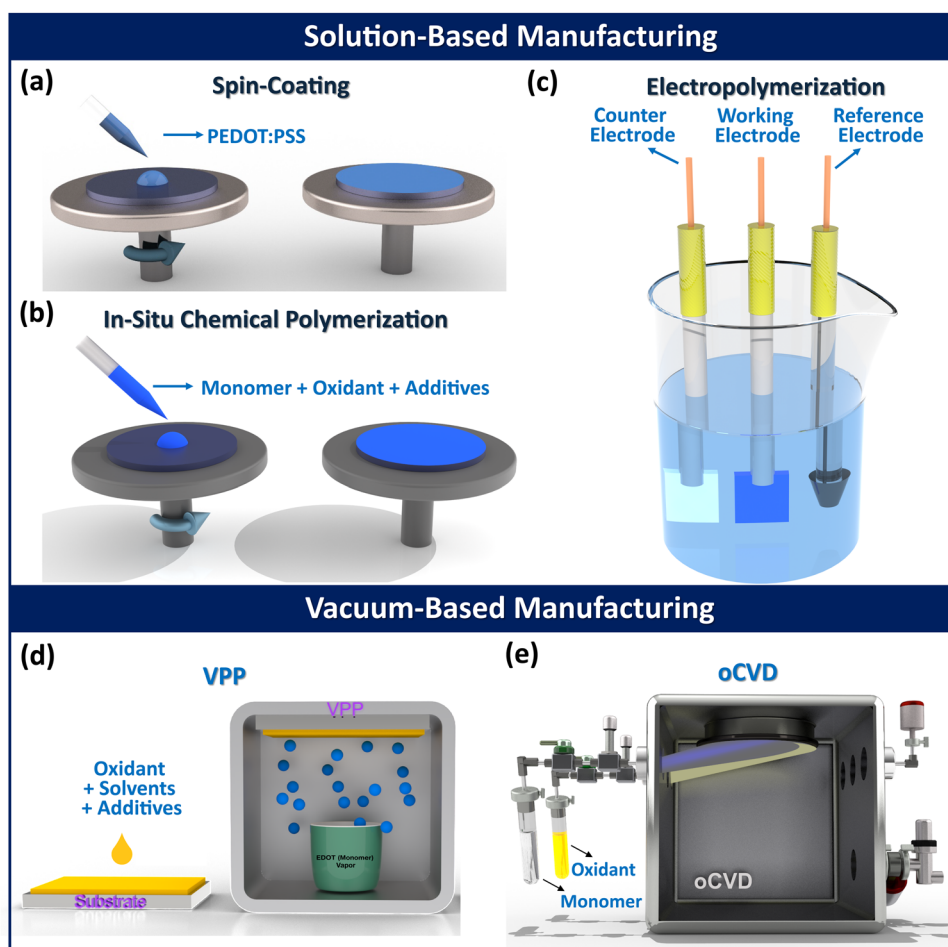 Solution-Based Manufacturing
(a)
Spin-Coating
PEDOT:PSS
(b)
In-Situ Chemical Polymerization
Monomer + Oxidant + Additives
(c)
Electropolymerization
Counter
Electrode
Working
Electrode
Reference
Electrode
Vacuum-Based Manufacturing
(d)
VPP
Oxidant
+ Solvents
+ Additives
Substrate
VPP
EDOT (Monomer)
Vapor
(e)
oCVD
Oxidant
Monomer
oCVD